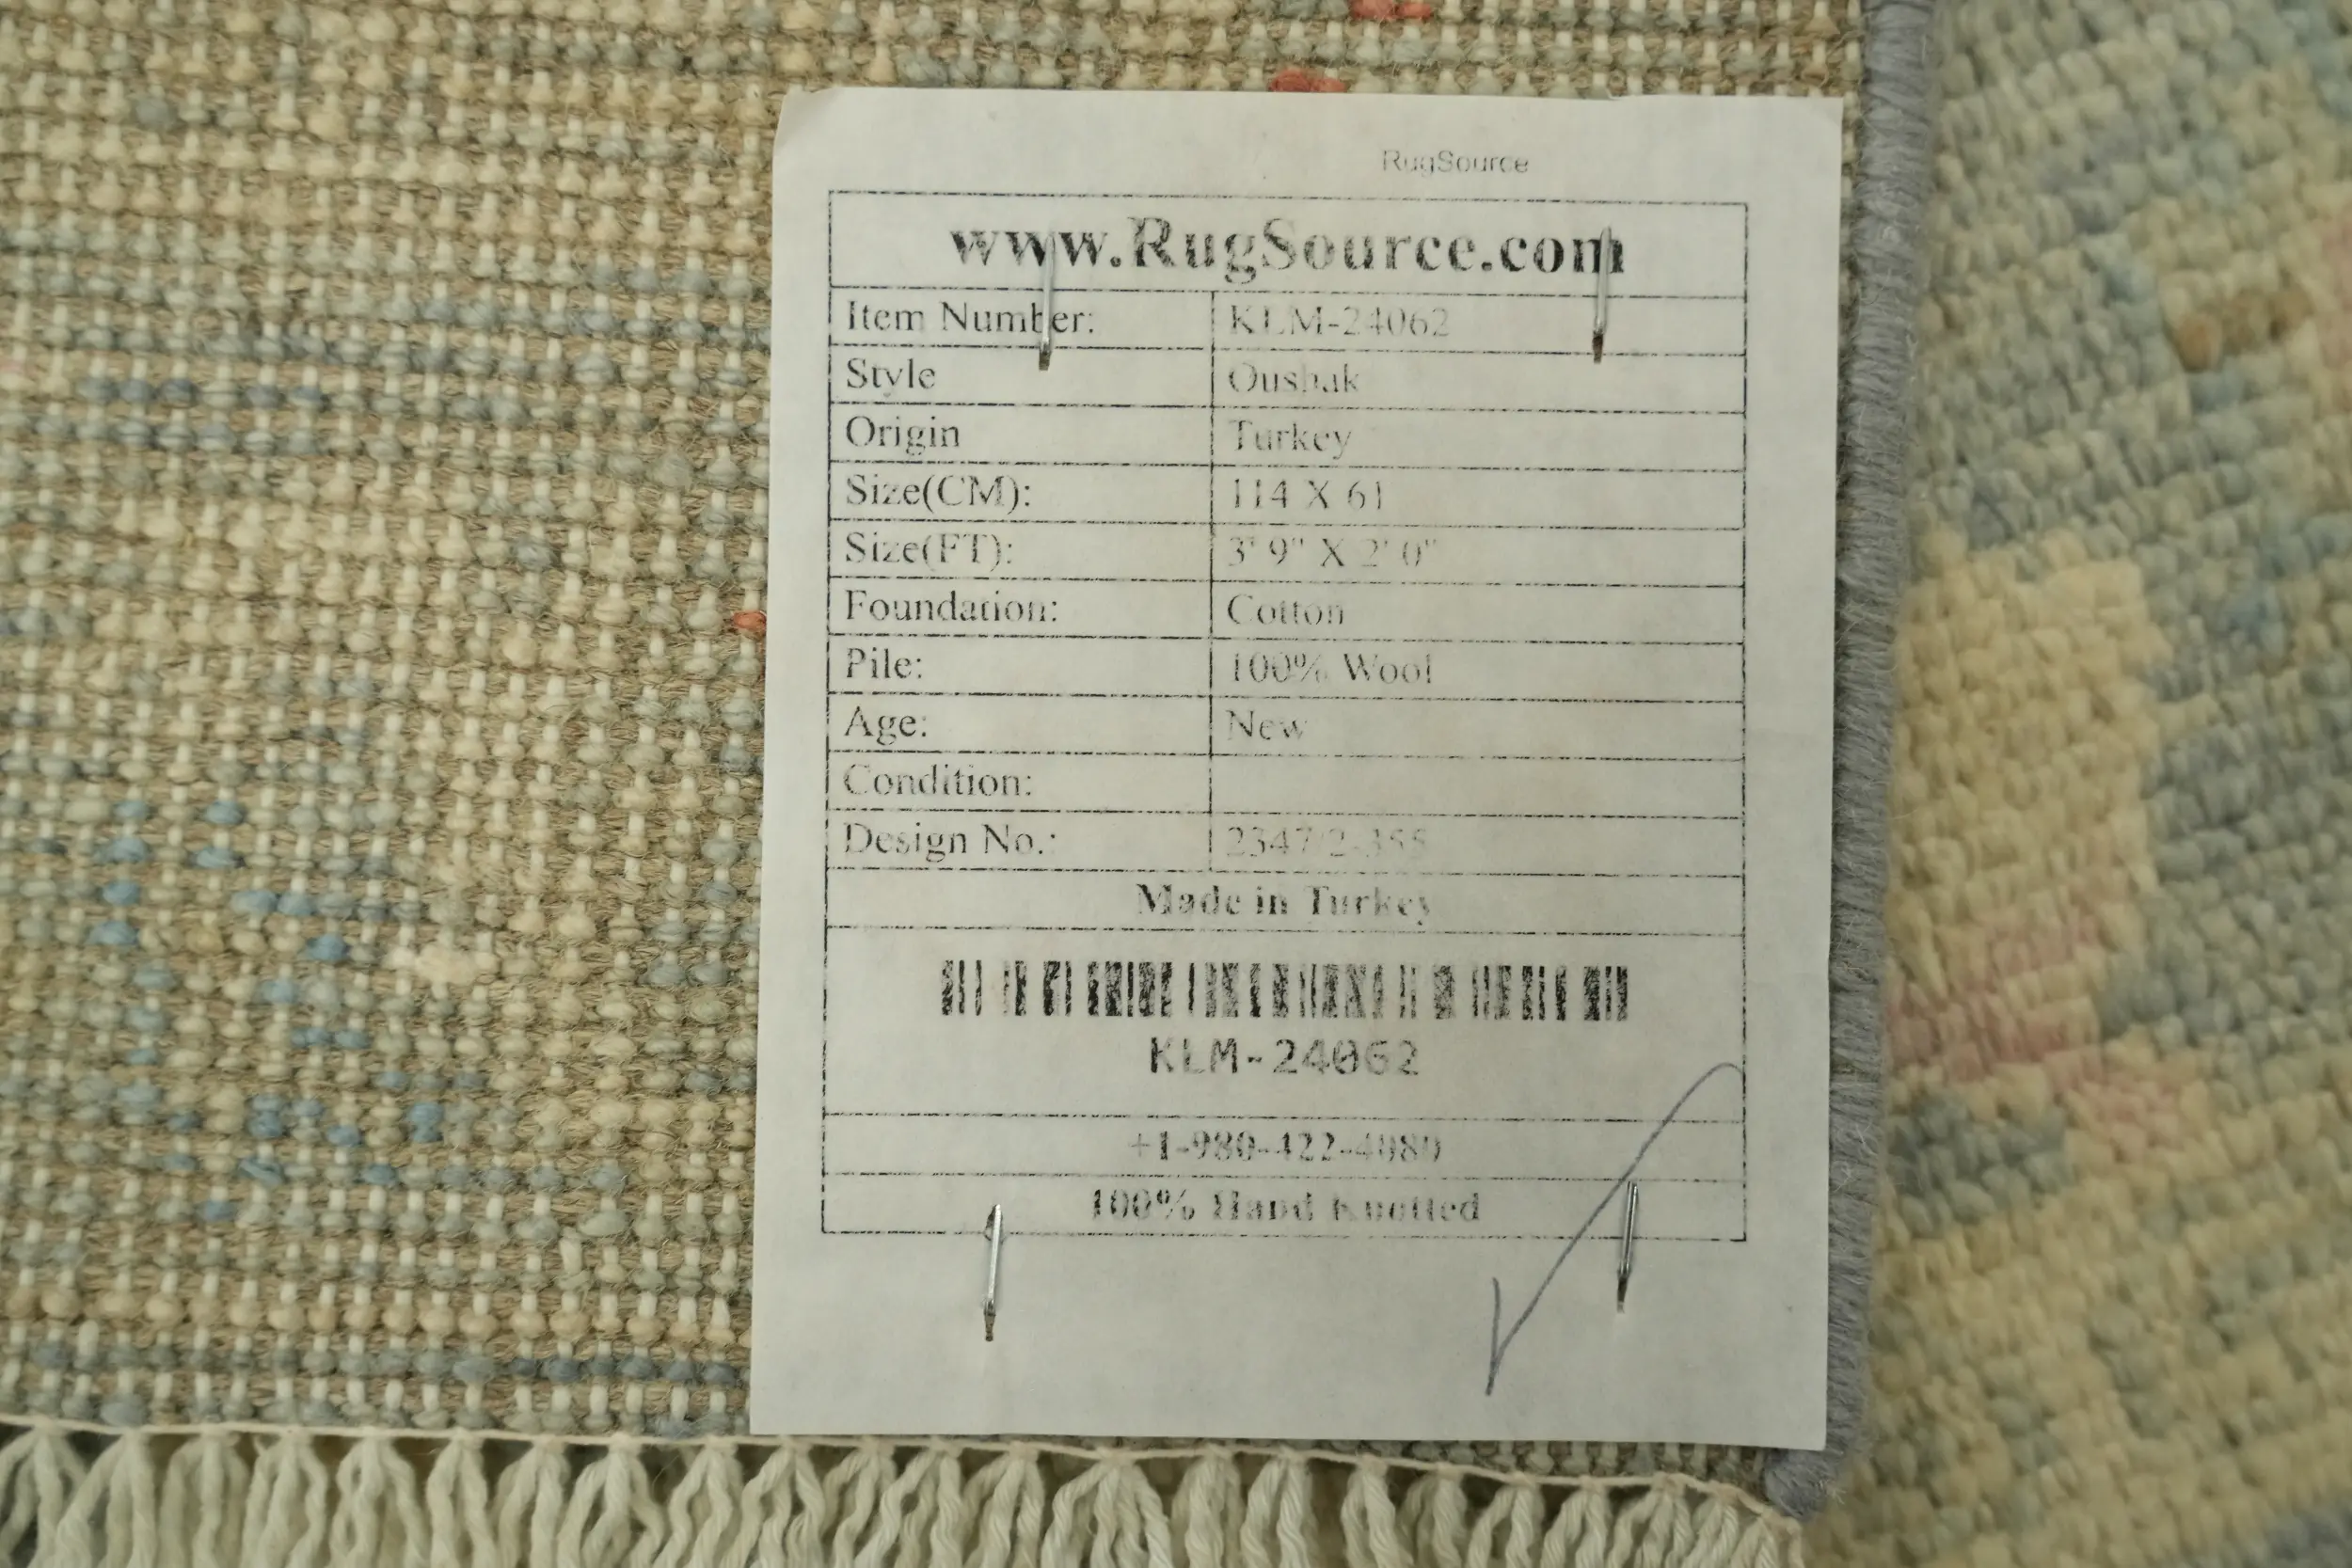 RugSource
www.RugSource.com
Item Number: KLM-24062
Style Oushak
Origin Turkey
Size(CM): 114 X 61
Size(FT): 3' 9" X 2' 0"
Foundation: Cotton
Pile: 100% Wool
Age: New
Condition:
Design No.:
Made in Turkey
KLM-24062
+1-980-422-4080
100% Hand Knotted